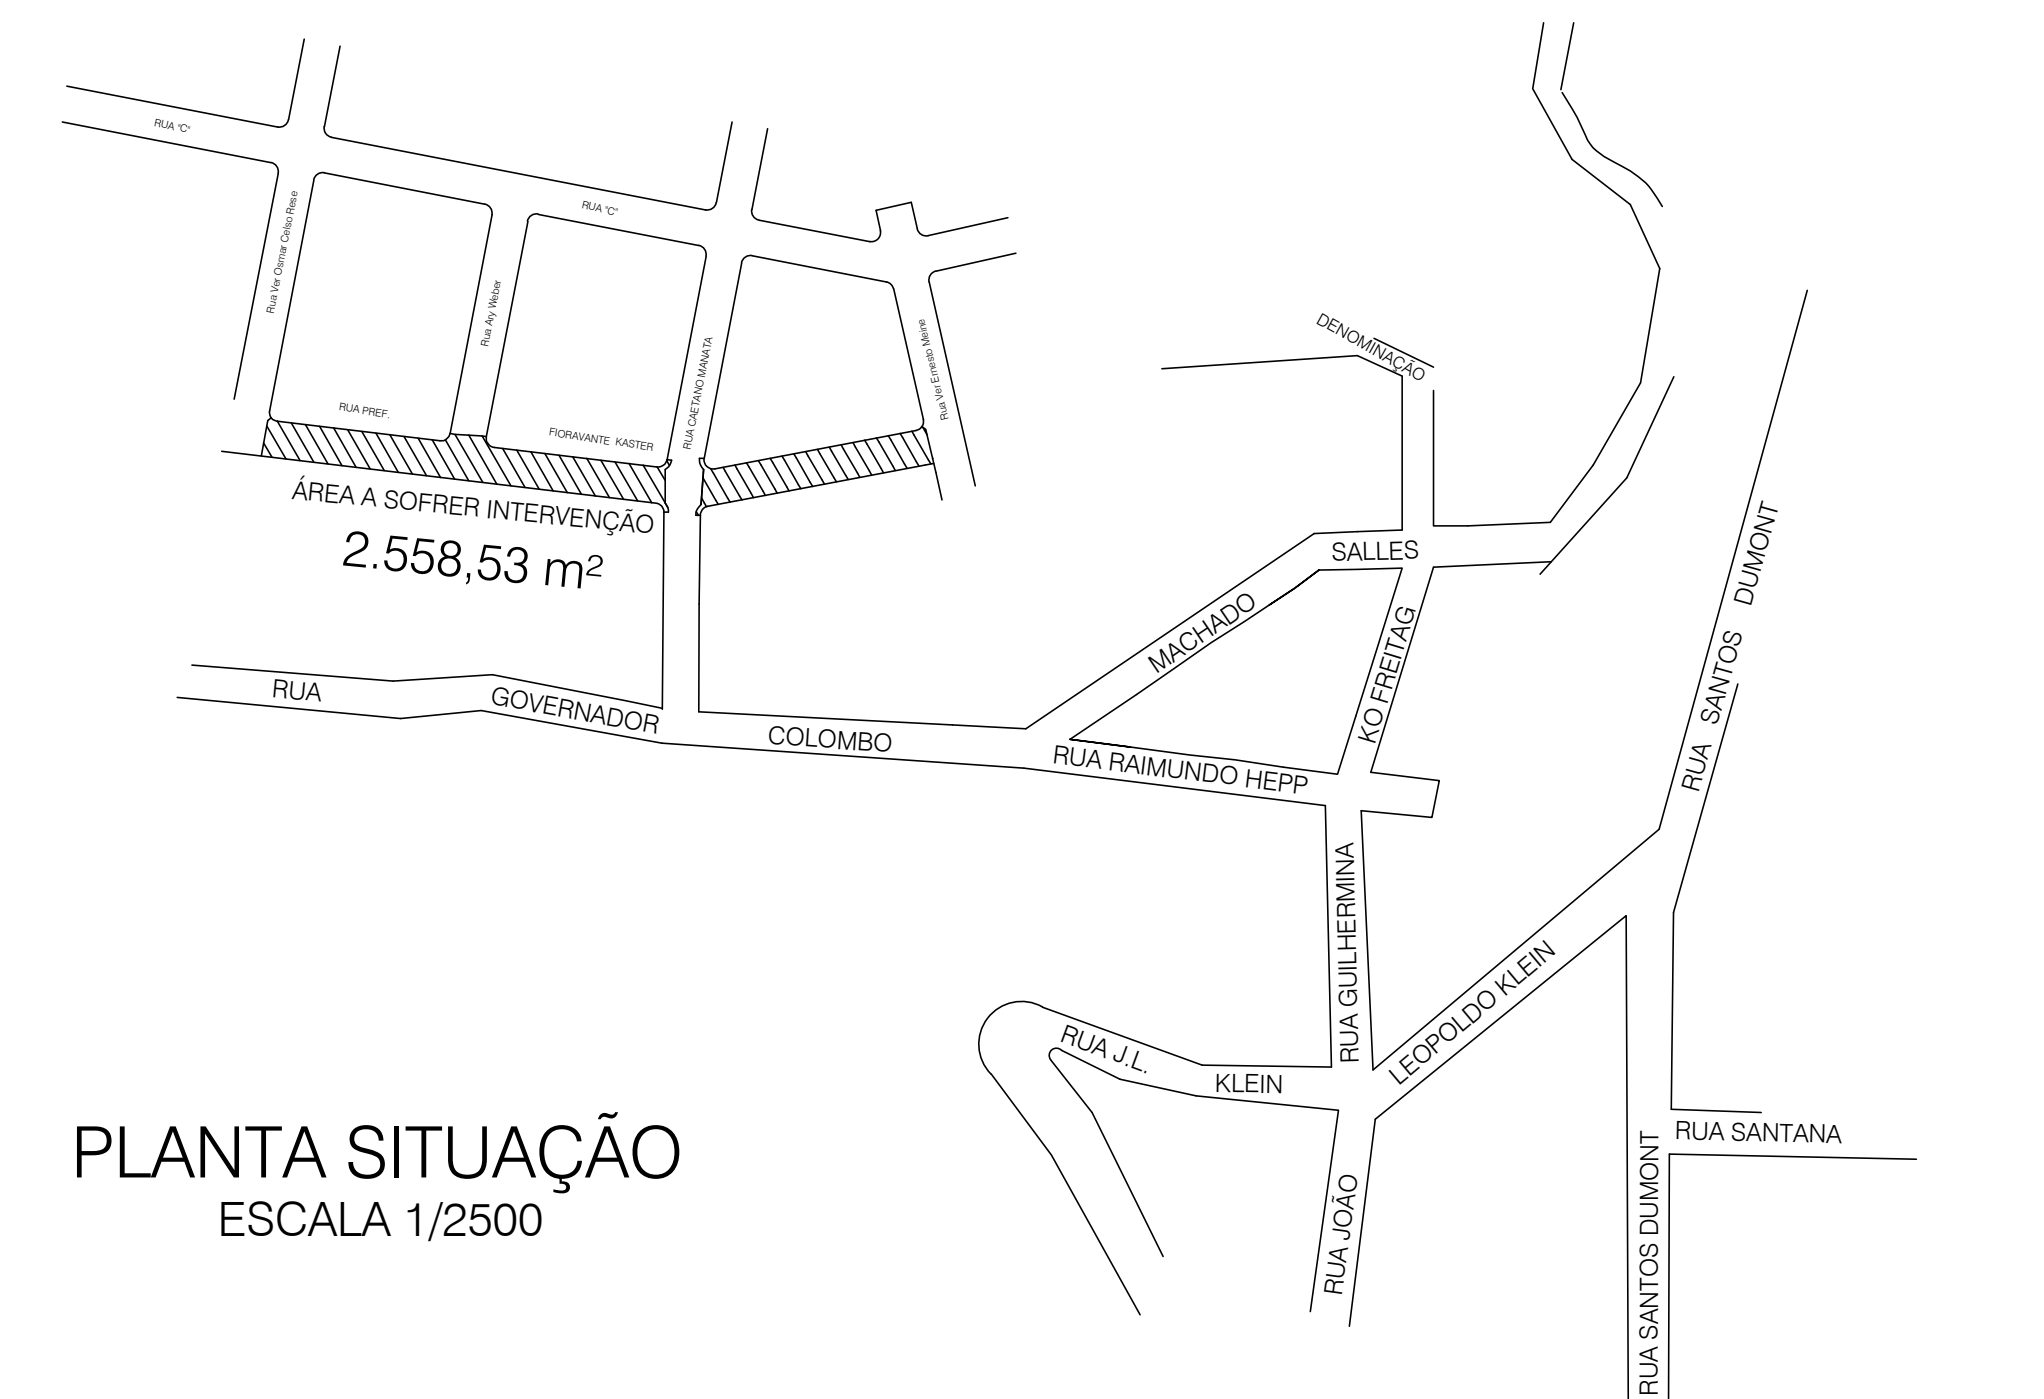 RUA "C"
RUA "C"
Rua Ver Osmar Celso Rese
Rua Ary Weber
RUA CAETANO MANATA
Rua Ver Ernesto Meine
RUA PREF.
FIORAVANTE KASTER
ÁREA A SOFRER INTERVENÇÃO
2.558,53 m²
DENOMINAÇÃO
SALLES
MACHADO
KO FREITAG
RUA SANTOS DUMONT
RUA
GOVERNADOR
COLOMBO
RUA RAIMUNDO HEPP
RUA GUILHERMINA
LEOPOLDO KLEIN
RUA J.L.
KLEIN
RUA JOÃO
RUA SANTANA
RUA SANTOS DUMONT
PLANTA SITUAÇÃO
ESCALA 1/2500